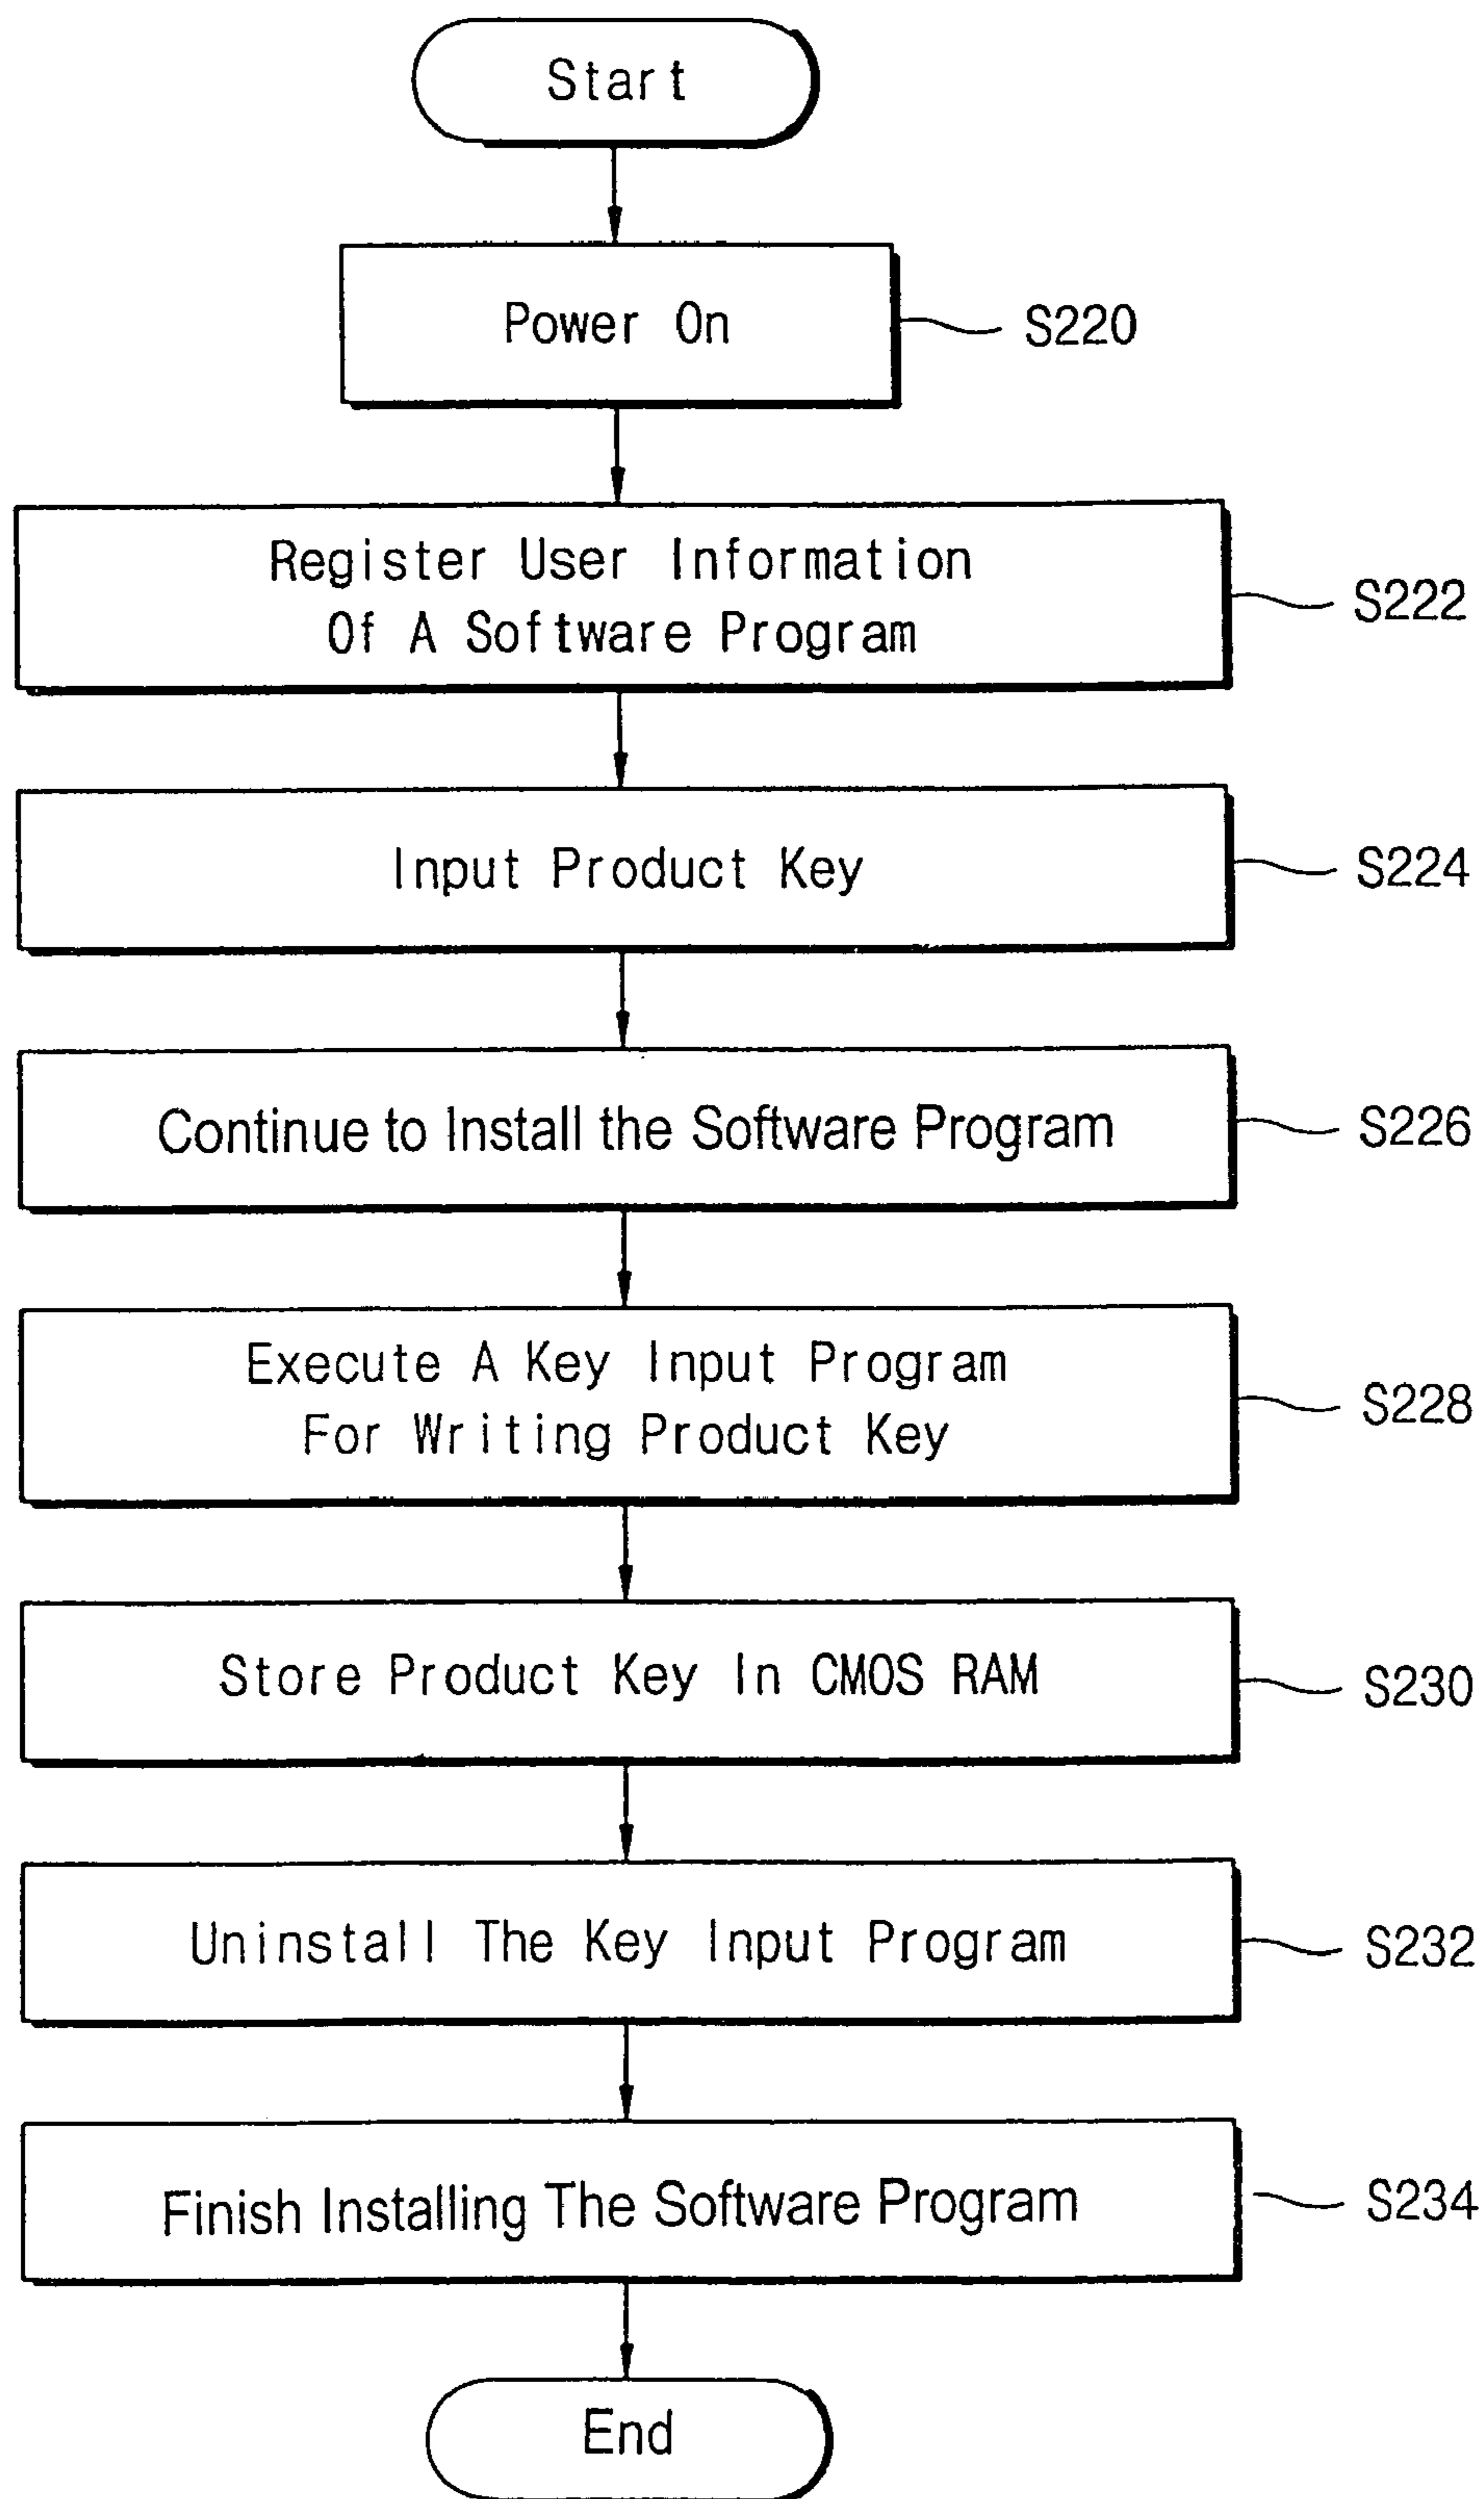 Start
Power On
S220
Register User Information
Of A Software Program
S222
Input Product Key
S224
Continue to Install the Software Program
S226
Execute A Key Input Program
For Writing Product Key
S228
Store Product Key In CMOS RAM
S230
Uninstall The Key Input Program
S232
Finish Installing The Software Program
S234
End